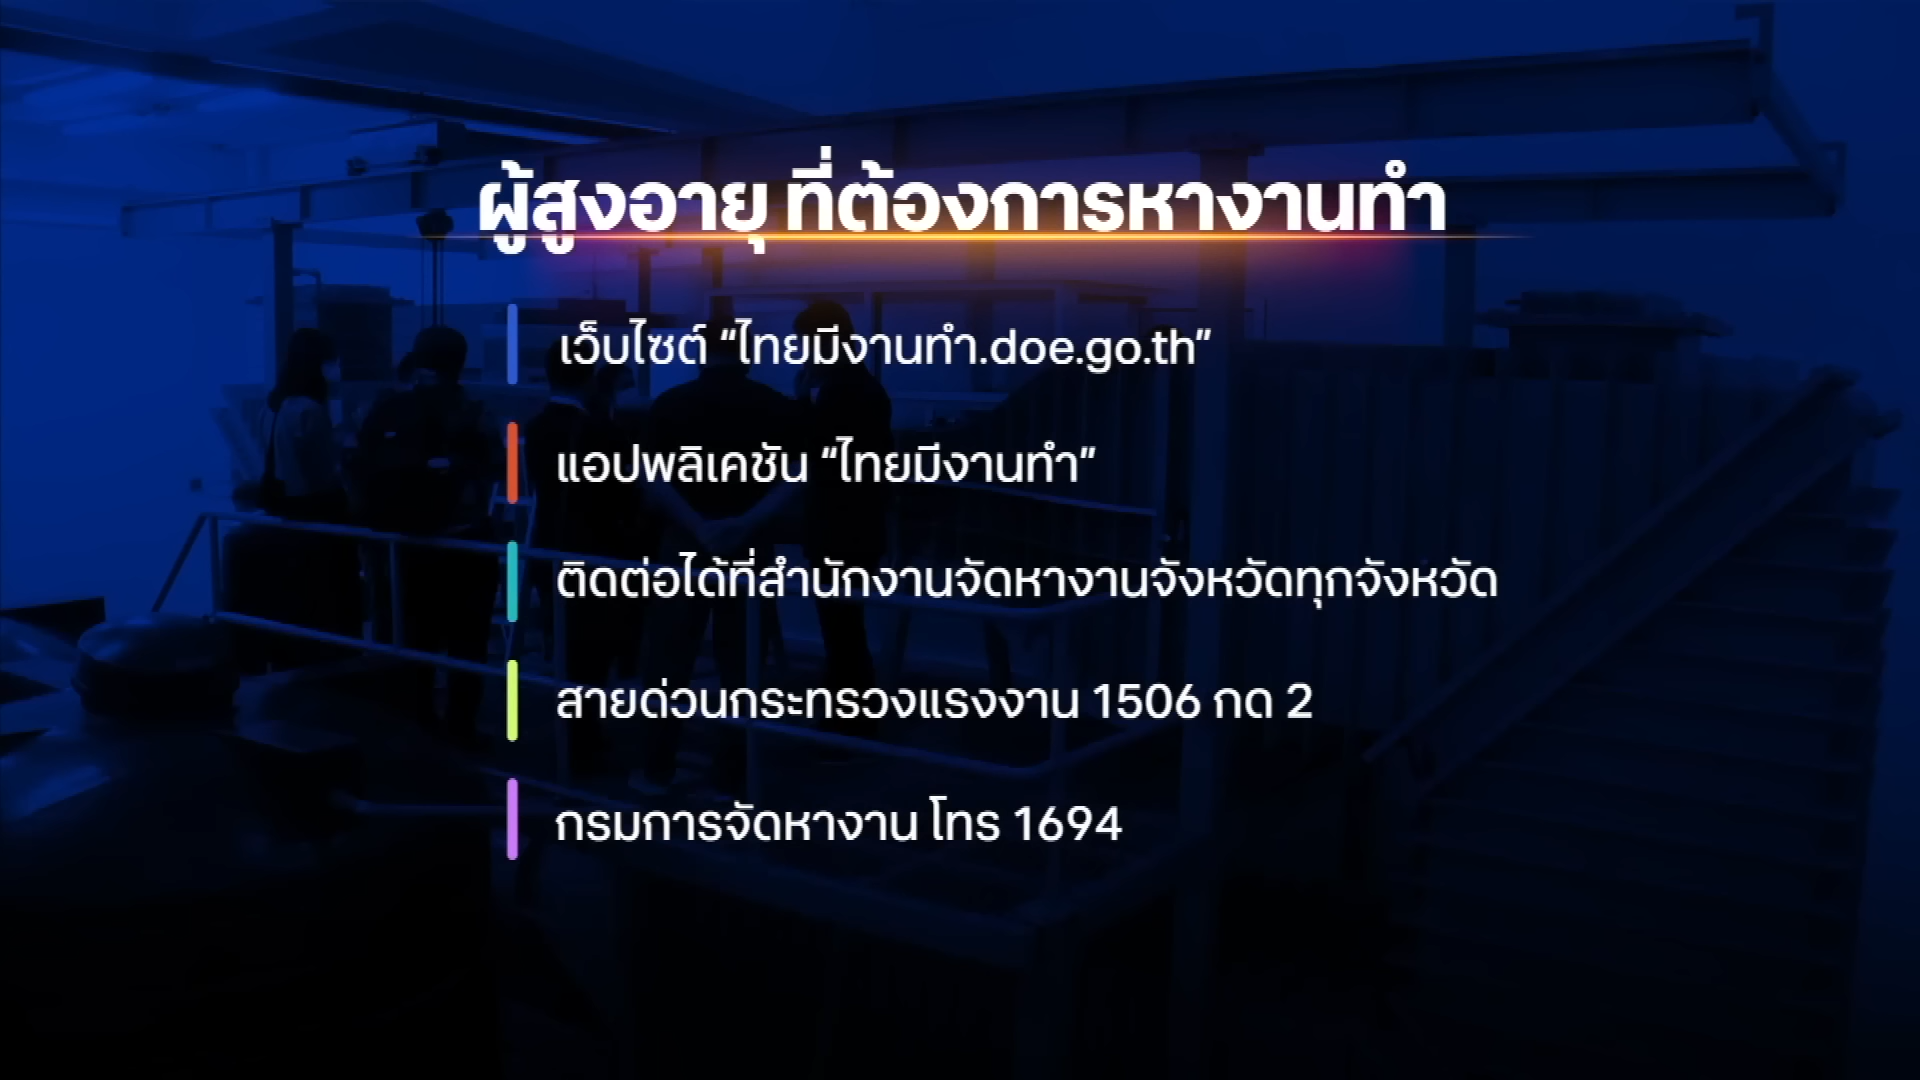 ผู้สูงอายุ ที่ต้องการหางานทำ
เว็บไซต์ “ไทยมีงานทำ.doe.go.th”
แอปพลิเคชัน “ไทยมีงานทำ”
ติดต่อได้ที่สำนักงานจัดหางานจังหวัดทุกจังหวัด
สายด่วนกระทรวงแรงงาน 1506 กด 2
กรมการจัดหางาน โทร 1694